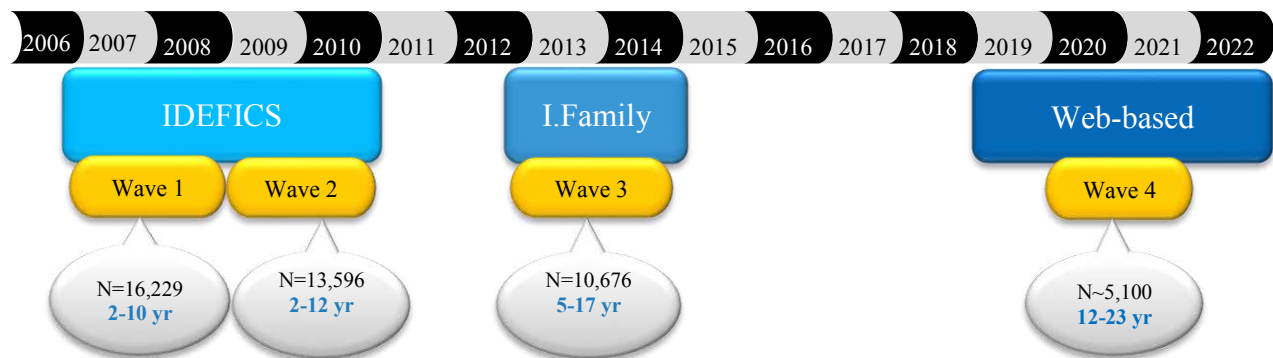 2006 2007 2008 2009 2010 2011 2012 2013 2014 2015 2016 2017 2018 2019 2020 2021 2022
IDEFICS I.Family Web-based
Wave 1 Wave 2 Wave 3 Wave 4
N=16,229
2-10 yr
N=13,596
2-12 yr
N=10,676
5-17 yr
N~5,100
12-23 yr